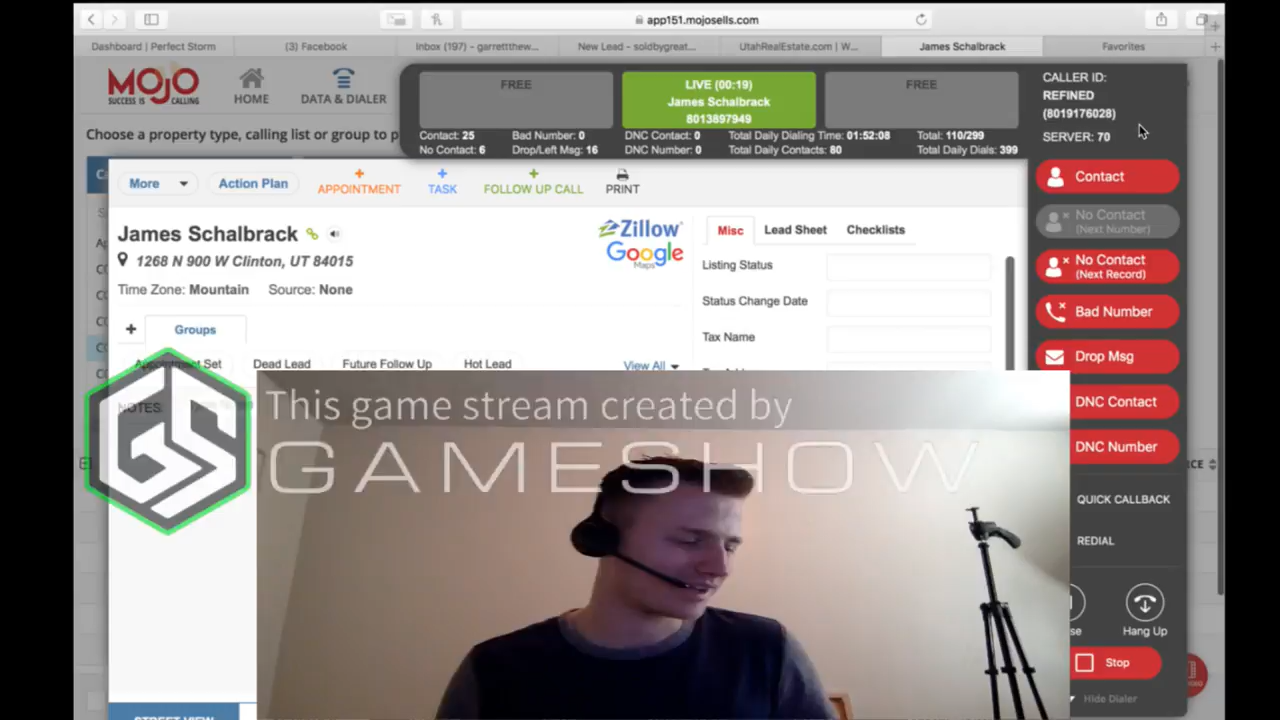 app151.mojosells.com
Dashboard | Perfect Storm
(3) Facebook
Inbox (197) - garrettthew...
New Lead - soldbygreat...
UtahRealEstate.com | W...
James Schalbrack
Favorites
MOJO
SUCCESS IS CALLING
HOME
DATA & DIALER
FREE
LIVE (00:19)
James Schalbrack
8013897949
FREE
Contact: 25
Bad Number: 0
DNC Contact: 0
Total Daily Dialing Time: 01:52:08
Total: 110/299
No Contact: 6
Drop/Left Msg: 16
DNC Number: 0
Total Daily Contacts: 80
Total Daily Dials: 399
CALLER ID:
REFINED
(8019176028)
SERVER: 70
Choose a property type, calling list or group to p
More
Action Plan
APPOINTMENT
TASK
FOLLOW UP CALL
PRINT
James Schalbrack
1268 N 900 W Clinton, UT 84015
Time Zone: Mountain
Source: None
Zillow
Google
Maps
Groups
Appointment Set
Dead Lead
Future Follow Up
Hot Lead
View All
NOTES:
Misc
Lead Sheet
Checklists
Listing Status
Status Change Date
Tax Name
Contact
No Contact
(Next Number)
No Contact
(Next Record)
Bad Number
Drop Msg
DNC Contact
DNC Number
QUICK CALLBACK
REDIAL
se
Hang Up
Stop
Hide Dialer
RCE
GS
This game stream created by
GAMESHOW
STREET VIEW